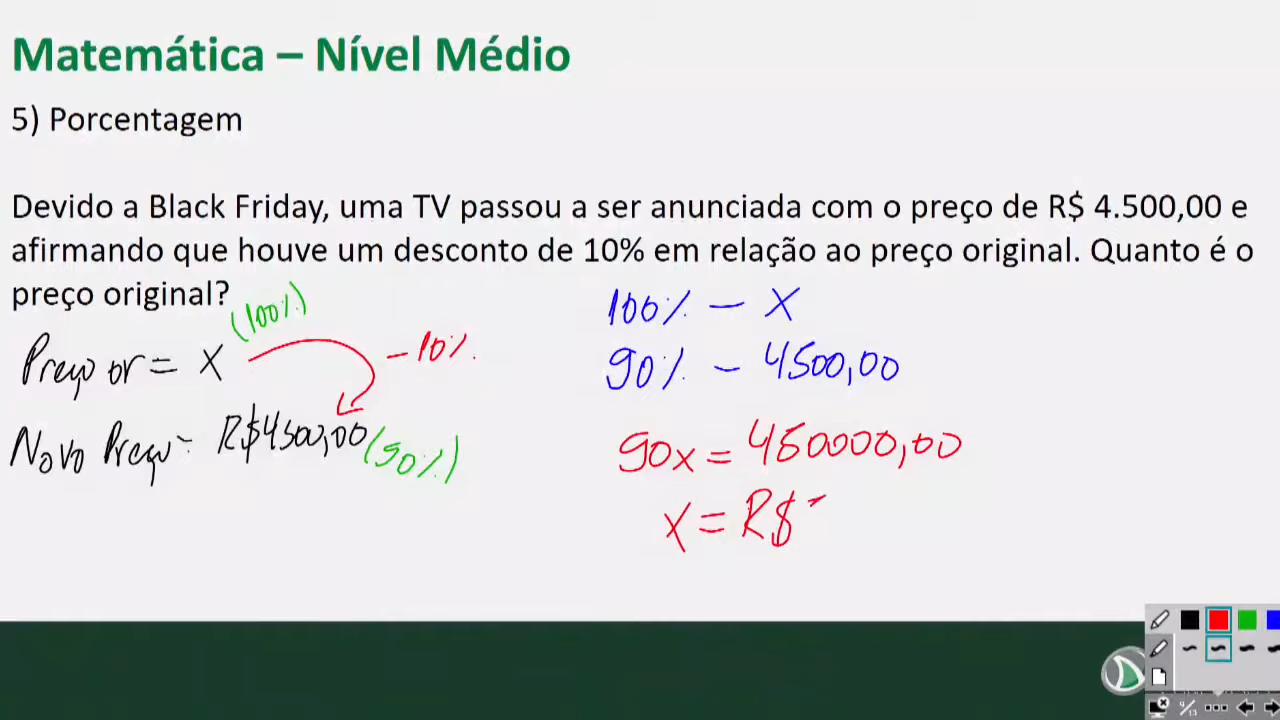 Matemática – Nível Médio
5) Porcentagem
Devido a Black Friday, uma TV passou a ser anunciada com o preço de R$ 4.500,00 e
afirmando que houve um desconto de 10% em relação ao preço original. Quanto é o
preço original?
(100%)
Preço or = X
-10%
Novo Preço = R$4500,00 (90%)
100% - X
90% - 4500,00
90x = 450000,00
x = R$